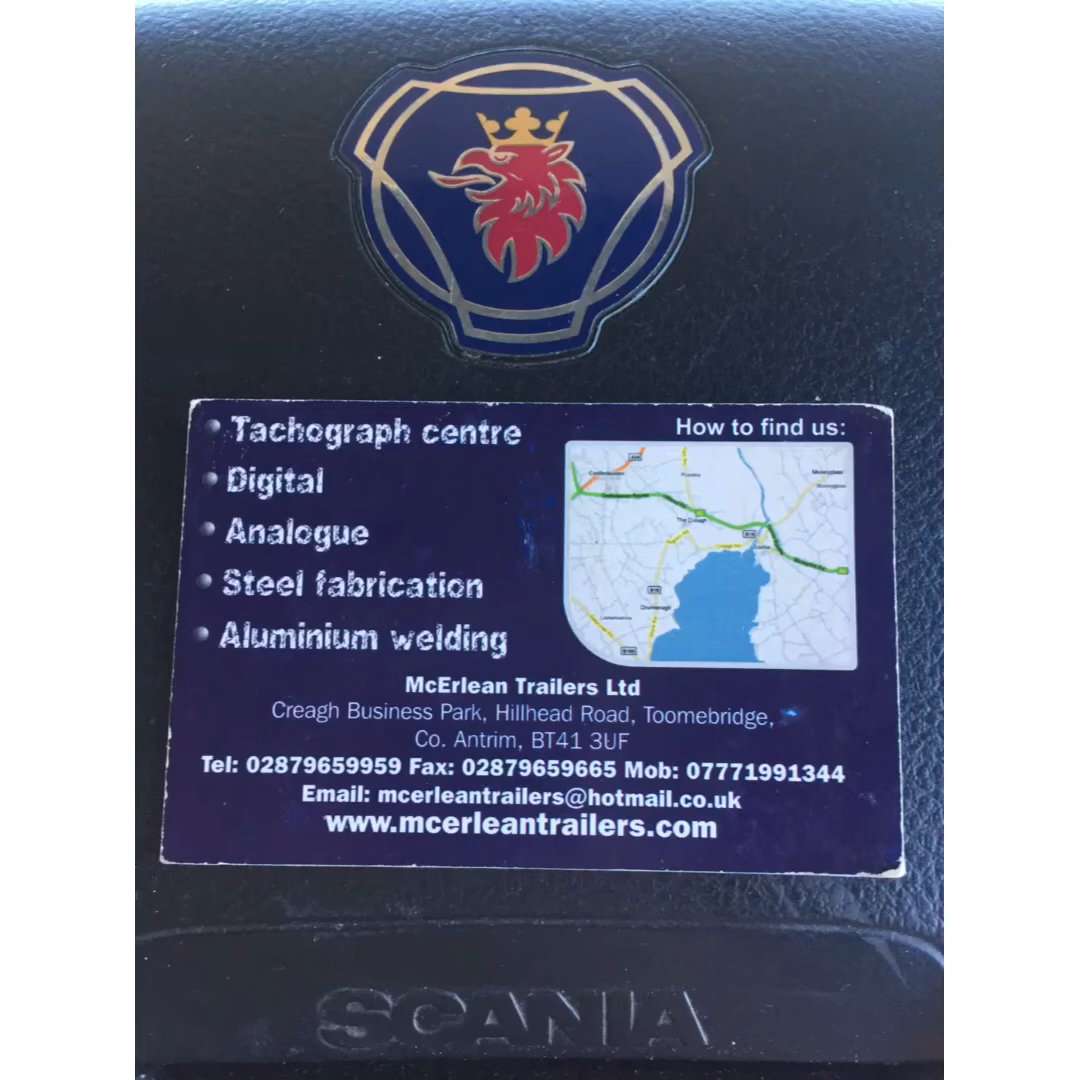 Tachograph centre
Digital
Analogue
Steel fabrication
Aluminium welding
How to find us:
The Creagh
McErlean Trailers Ltd
Creagh Business Park, Hillhead Road, Toomebridge,
Co. Antrim, BT41 3UF
Tel: 02879659959 Fax: 02879659665 Mob: 07771991344
Email: mcerleantrailers@hotmail.co.uk
www.mcerleantrailers.com
SCANIA